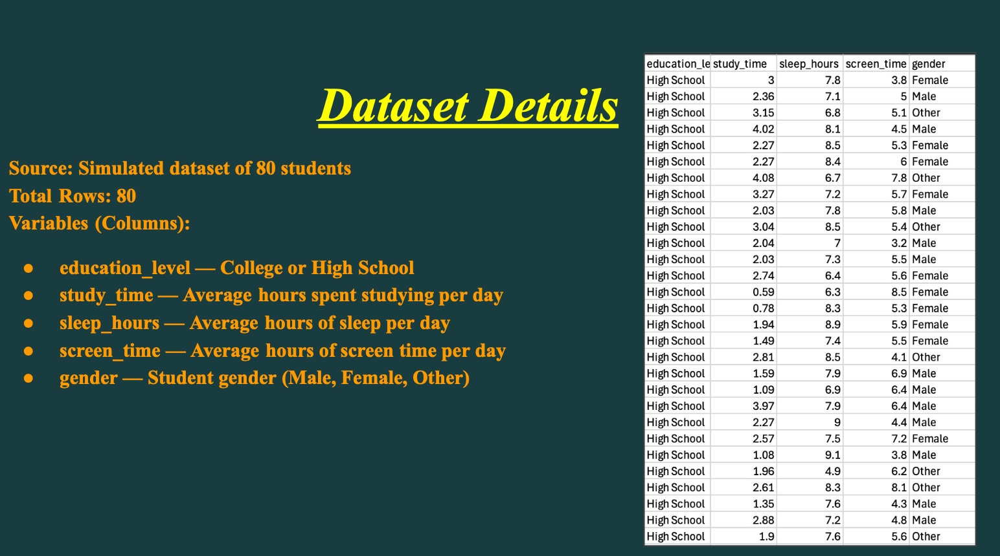 Dataset Details
Source: Simulated dataset of 80 students
Total Rows: 80
Variables (Columns):
● education_level — College or High School
● study_time — Average hours spent studying per day
● sleep_hours — Average hours of sleep per day
● screen_time — Average hours of screen time per day
● gender — Student gender (Male, Female, Other)
education_le study_time sleep_hours screen_time gender
High School 3 7.8 3.8 Female
High School 2.36 7.1 5 Male
High School 3.15 6.8 5.1 Other
High School 4.02 8.1 4.5 Male
High School 2.27 8.5 5.3 Female
High School 2.27 8.4 6 Female
High School 4.08 6.7 7.8 Other
High School 3.27 7.2 5.7 Female
High School 2.03 7.8 5.8 Male
High School 3.04 8.5 5.4 Other
High School 2.04 7 3.2 Male
High School 2.03 7.3 5.5 Male
High School 2.74 6.4 5.6 Female
High School 0.59 6.3 8.5 Female
High School 0.78 8.3 5.3 Female
High School 1.94 8.9 5.9 Female
High School 1.49 7.4 5.5 Female
High School 2.81 8.5 4.1 Other
High School 1.59 7.9 6.9 Male
High School 1.09 6.9 6.4 Male
High School 3.97 7.9 6.4 Male
High School 2.27 9 4.4 Male
High School 2.57 7.5 7.2 Female
High School 1.08 9.1 3.8 Male
High School 1.96 4.9 6.2 Other
High School 2.61 8.3 8.1 Other
High School 1.35 7.6 4.3 Male
High School 2.88 7.2 4.8 Male
High School 1.9 7.6 5.6 Other